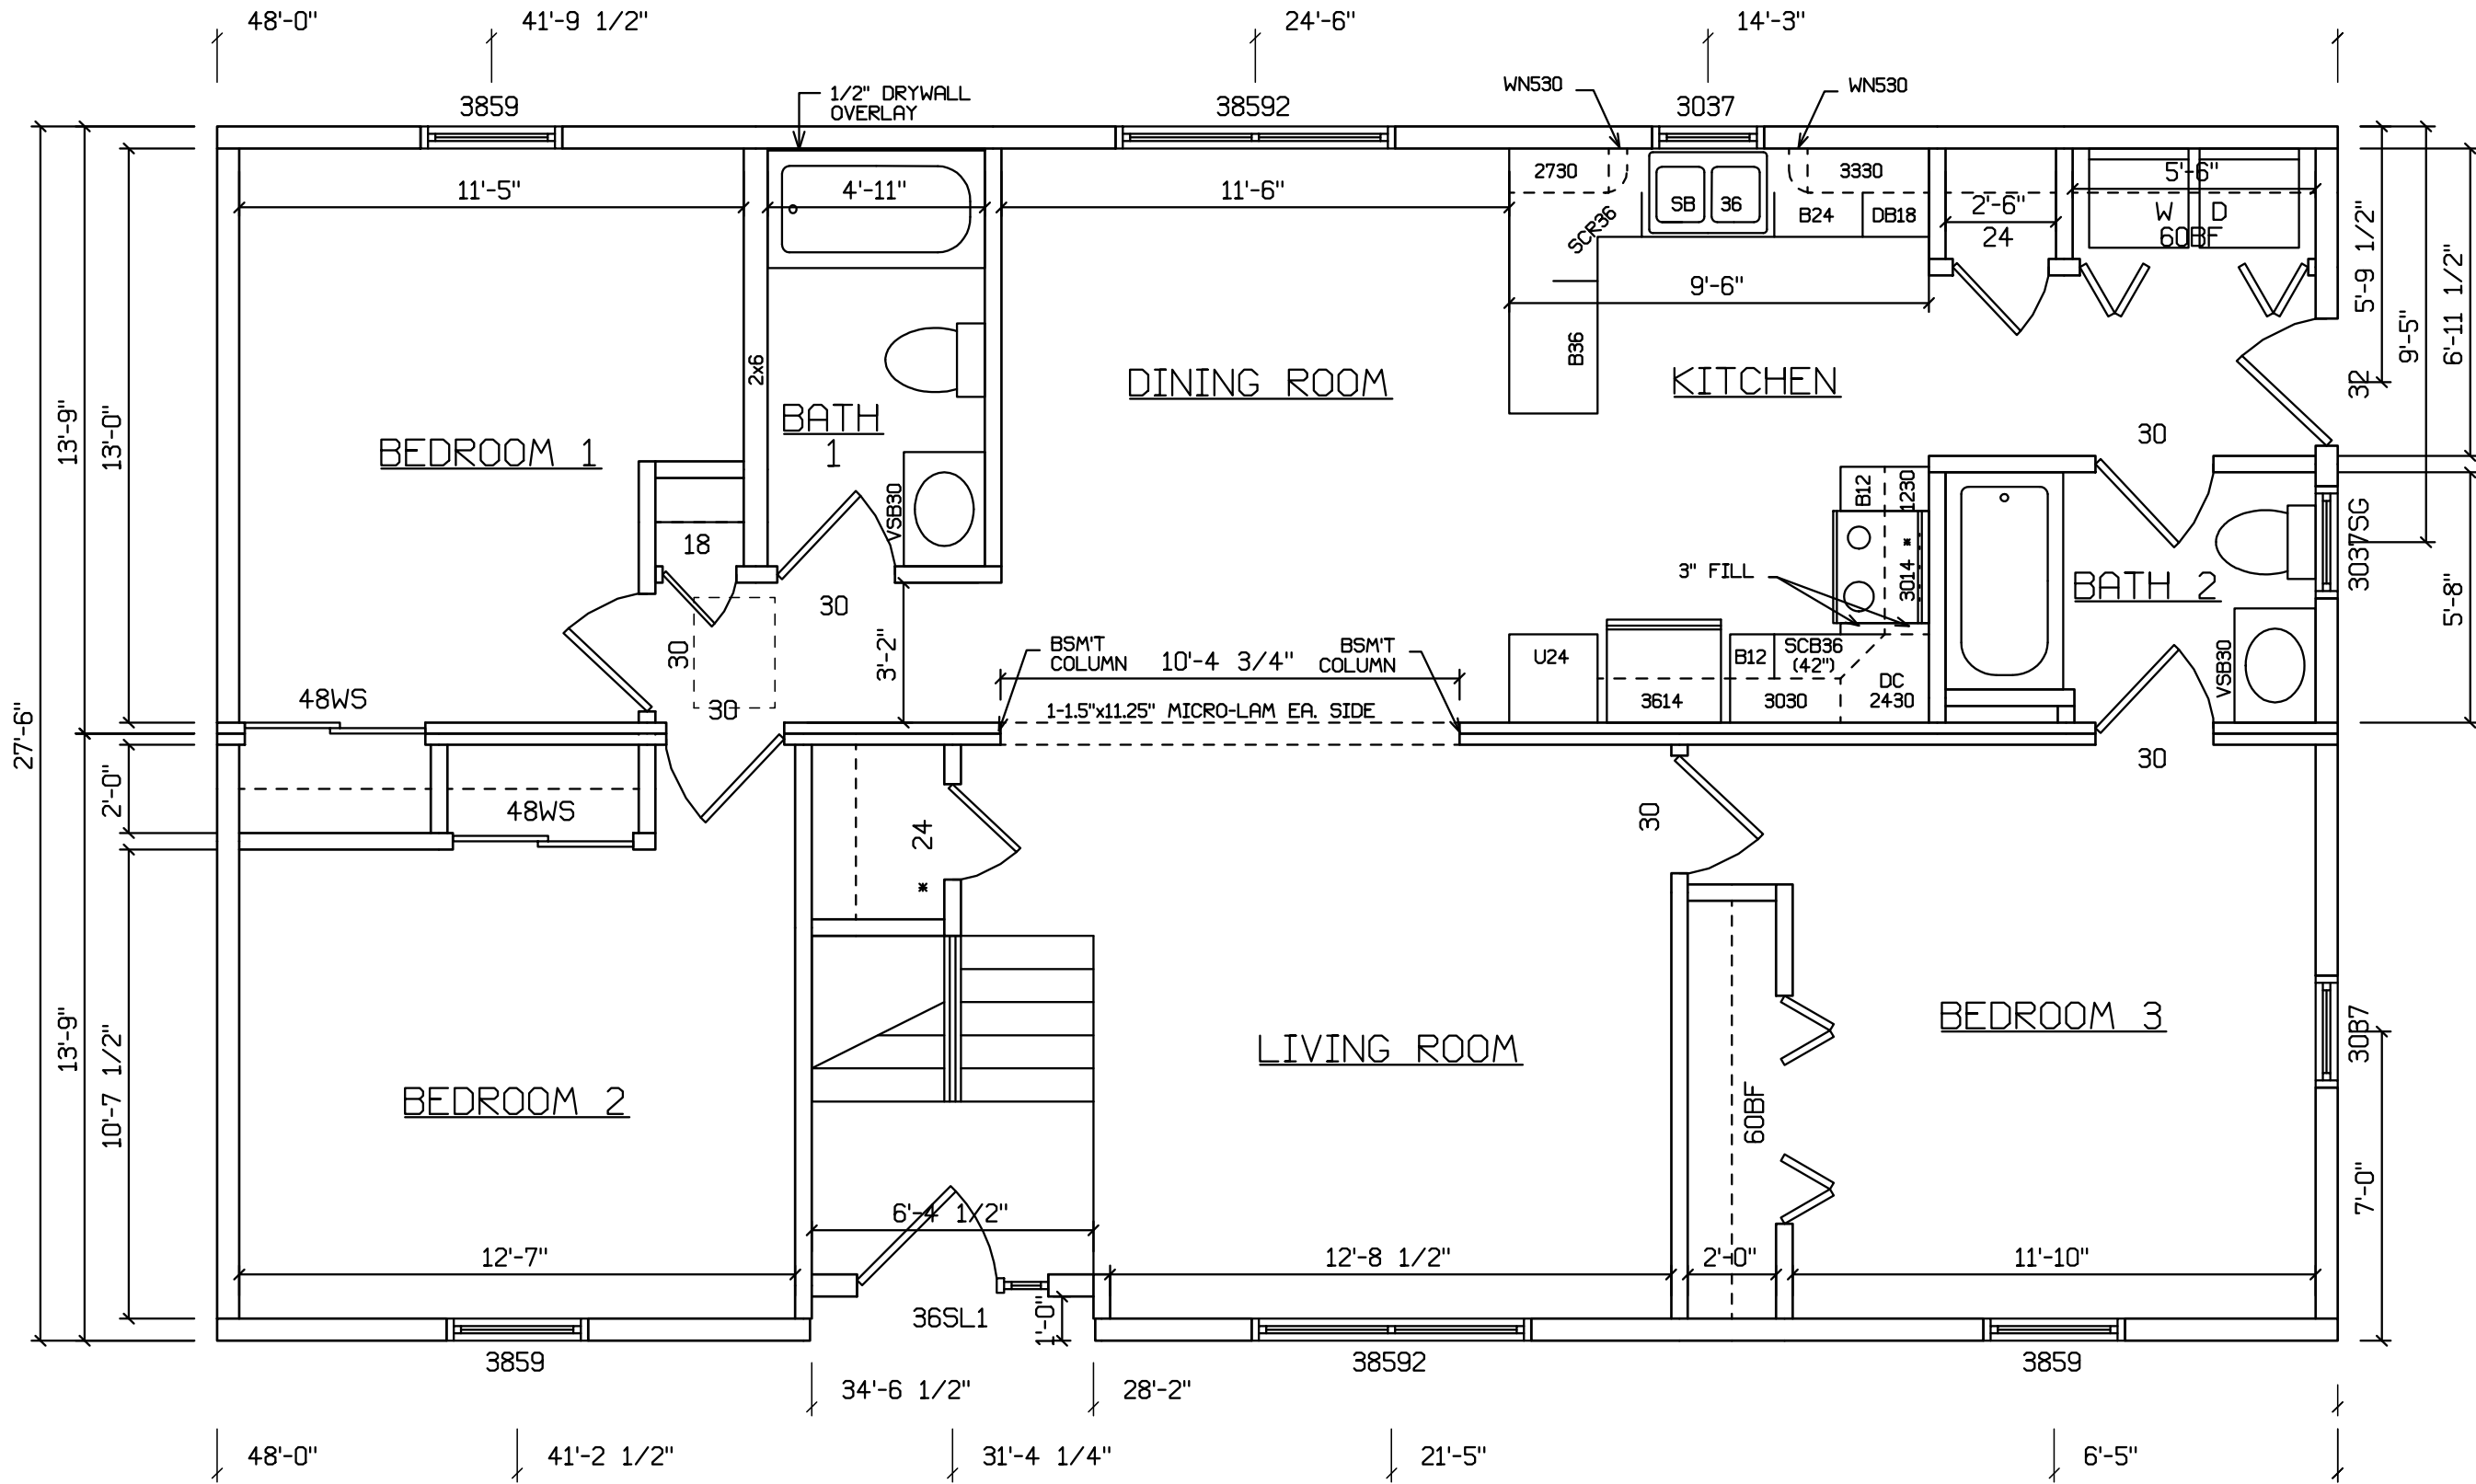 48'-0" 41'-9 1/2" 24'-6" 14'-3"
3859 1/2" DRYWALL
OVERLAY
38592 WN530 3037 WN530
11'-5" 4'-11" 11'-6" 2730 SB 36 3330 5'-6"
SCR36 B24 DB18 2'-6" W D
24 60BF
9'-6"
5'-9 1/2"
9'-5"
6'-11 1/2"
2x6
B36
32
13'-9"
13'-0"
BEDROOM 1
BATH
1
DINING ROOM
KITCHEN
30
VSB30
B12
1230
3037SG
18
3" FILL
3014 *
BATH 2
5'-8"
30
30
30
3'-2"
BSM'T
COLUMN
10'-4 3/4"
BSM'T
COLUMN
U24
B12
SCB36
(42")
DC
2430
3614
3030
VSB30
1-1.5"x11.25" MICRO-LAM EA. SIDE
48WS
27'-6"
30
2'-0"
48WS
24
*
30
13'-9"
10'-7 1/2"
BEDROOM 2
LIVING ROOM
BEDROOM 3
3037
60BF
7'-0"
6'-4 1/2"
12'-7"
12'-8 1/2"
2'-0"
11'-10"
36SL1
1'-0"
3859 38592 3859
34'-6 1/2" 28'-2"
48'-0" 41'-2 1/2" 31'-4 1/4" 21'-5" 6'-5"